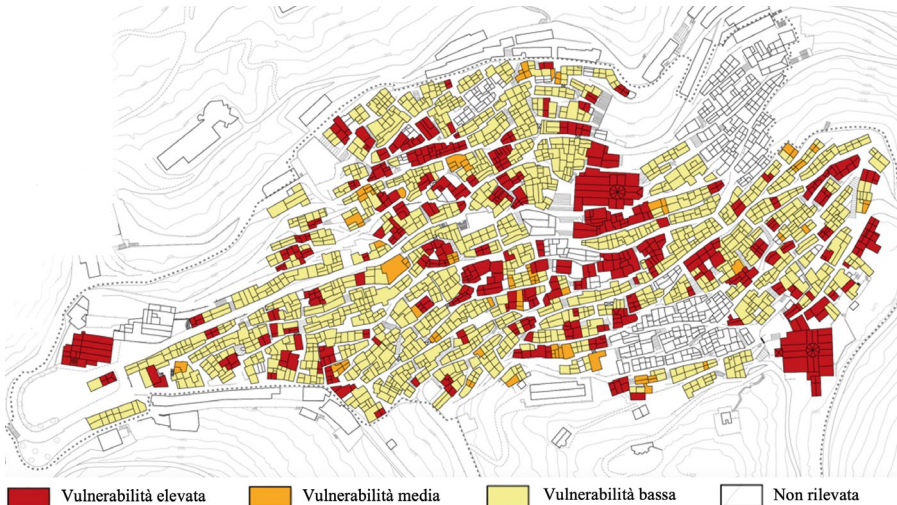 Vulnerabilità elevata
Vulnerabilità media
Vulnerabilità bassa
Non rilevata